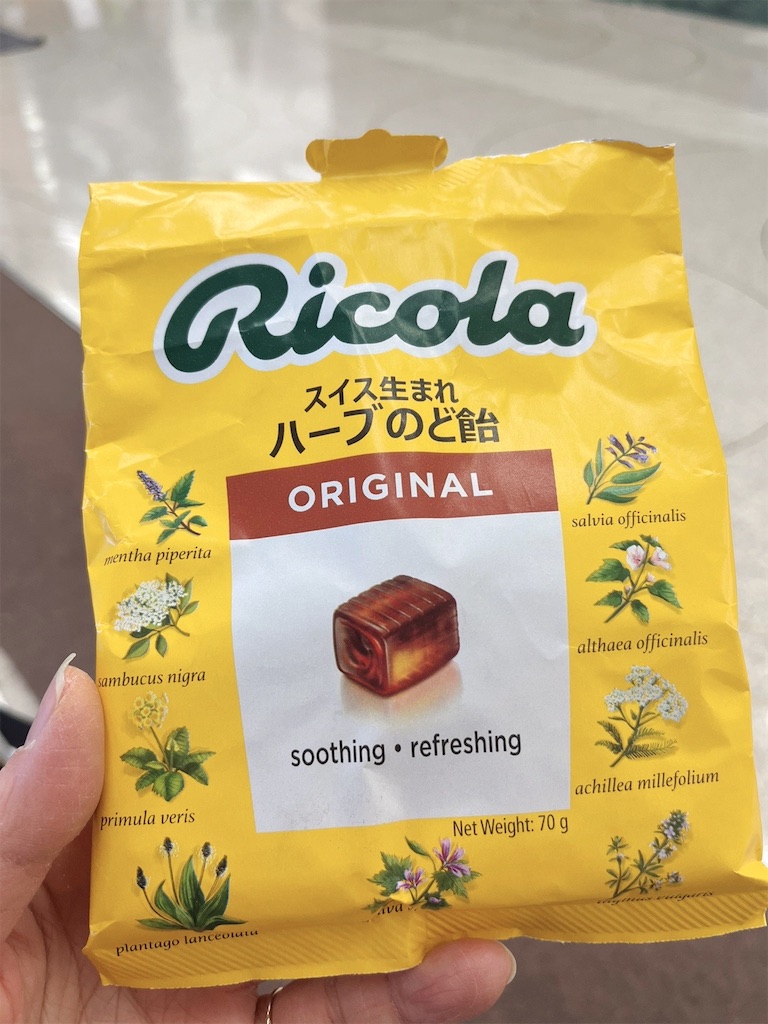 Ricola
スイス生まれ
ハーブのど飴
ORIGINAL
mentha piperita
salvia officinalis
sambucus nigra
althaea officinalis
primula veris
achillea millefolium
soothing • refreshing
Net Weight: 70 g
plantago lanceolata